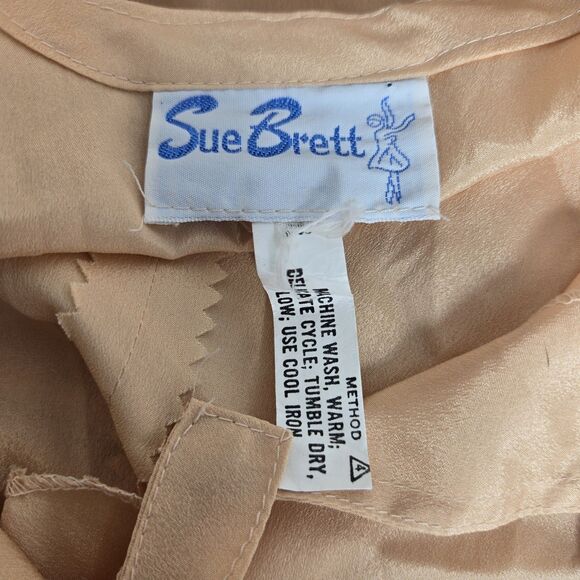 Sue Brett
METHOD 4
MACHINE WASH, WARM;
DELICATE CYCLE; TUMBLE DRY,
LOW; USE COOL IRON